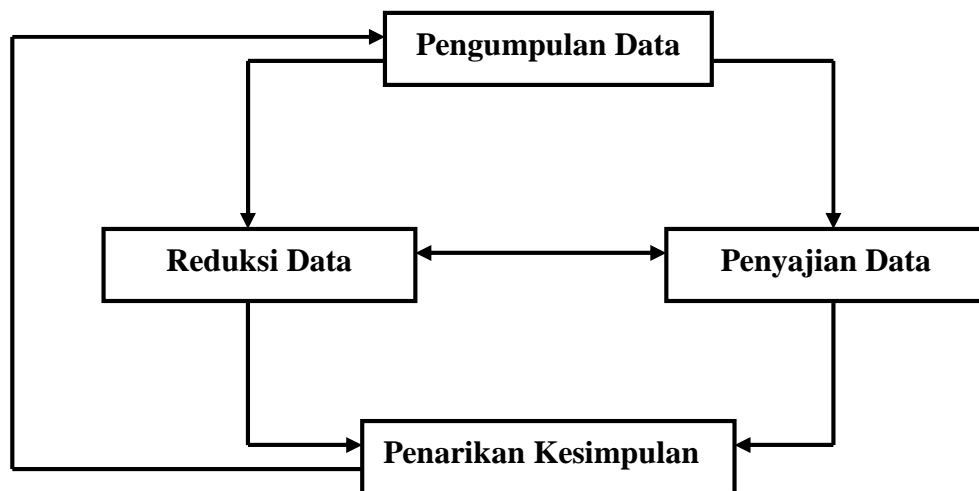 Pengumpulan Data
Reduksi Data
Penyajian Data
Penarikan Kesimpulan